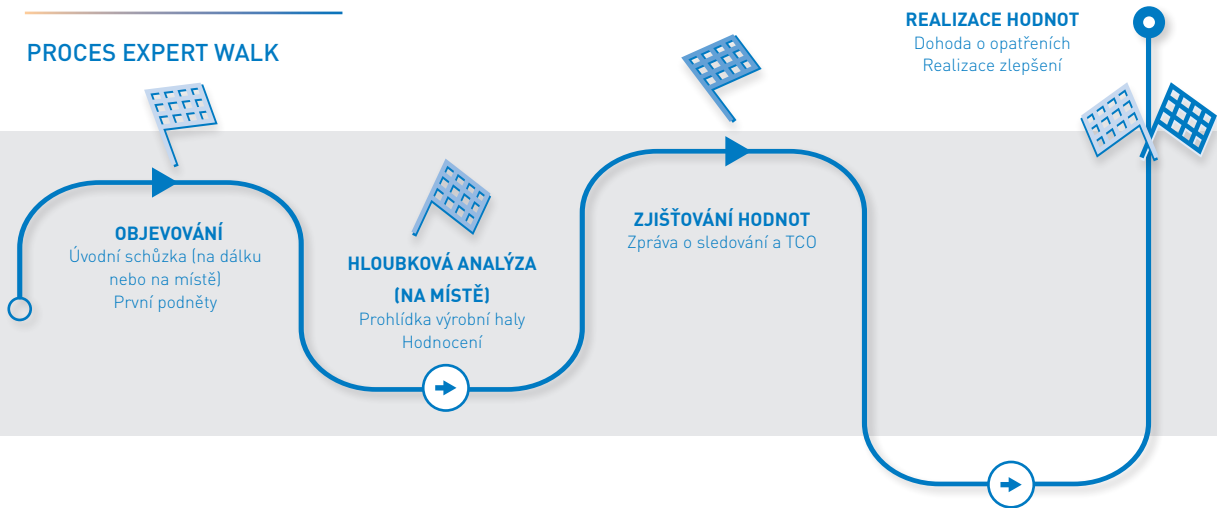 PROCES EXPERT WALK
OBJEVOVÁNÍ
Úvodní schůzka (na dálku
nebo na místě)
První podněty
HLOUBKOVÁ ANALÝZA
(NA MÍSTĚ)
Prohlídka výrobní haly
Hodnocení
ZJIŠŤOVÁNÍ HODNOT
Zpráva o sledování a TCO
REALIZACE HODNOT
Dohoda o opatřeních
Realizace zlepšení